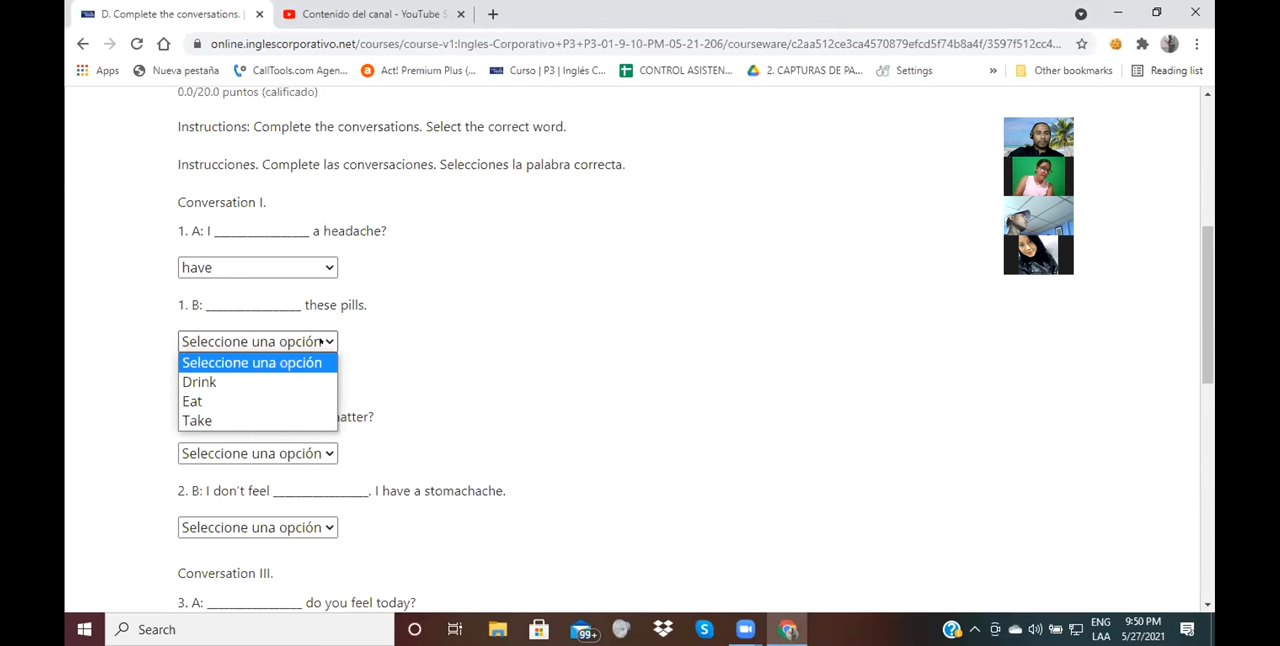 D. Complete the conversations. |
Contenido del canal - YouTube S
online.inglescorporativo.net/courses/course-v1:Ingles-Corporativo+P3+P3-01-9-10-PM-05-21-206/courseware/c2aa512ce3ca4570879efcd5f74b8a4f/3597f512cc4...
Apps Nueva pestaña CallTools.com Agen... Act! Premium Plus (... Curso | P3 | Inglés C... CONTROL ASISTEN... 2. CAPTURAS DE PA... Settings » Other bookmarks Reading list
0.0/20.0 puntos (calificado)
Instructions: Complete the conversations. Select the correct word.
Instrucciones. Complete las conversaciones. Selecciones la palabra correcta.
Conversation I.
1. A: I ________________ a headache?
have
1. B: ________________ these pills.
Seleccione una opción
Seleccione una opción
Drink
Eat
Take
atter?
Seleccione una opción
2. B: I don't feel ________________. I have a stomachache.
Seleccione una opción
Conversation III.
3. A: ________________ do you feel today?
Search
99+
ENG
LAA
9:50 PM
5/27/2021